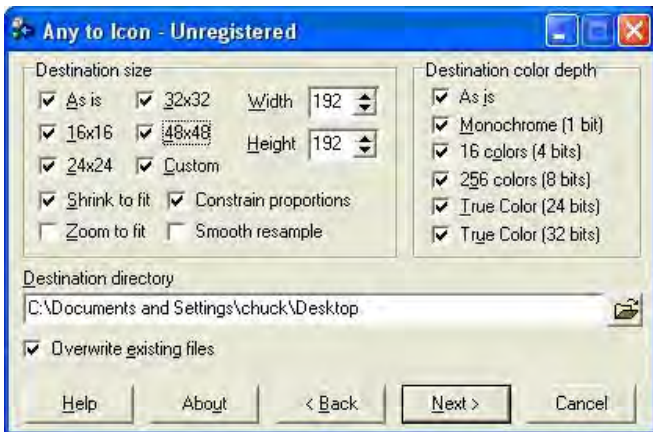 Any to Icon - Unregistered
Destination size
As is 32x32 Width 192
16x16 48x48 Height 192
24x24 Custom
Shrink to fit Constrain proportions
Zoom to fit Smooth resample
Destination color depth
As is
Monochrome (1 bit)
16 colors (4 bits)
256 colors (8 bits)
True Color (24 bits)
True Color (32 bits)
Destination directory
C:\Documents and Settings\chuck\Desktop
Overwrite existing files
Help About < Back Next > Cancel